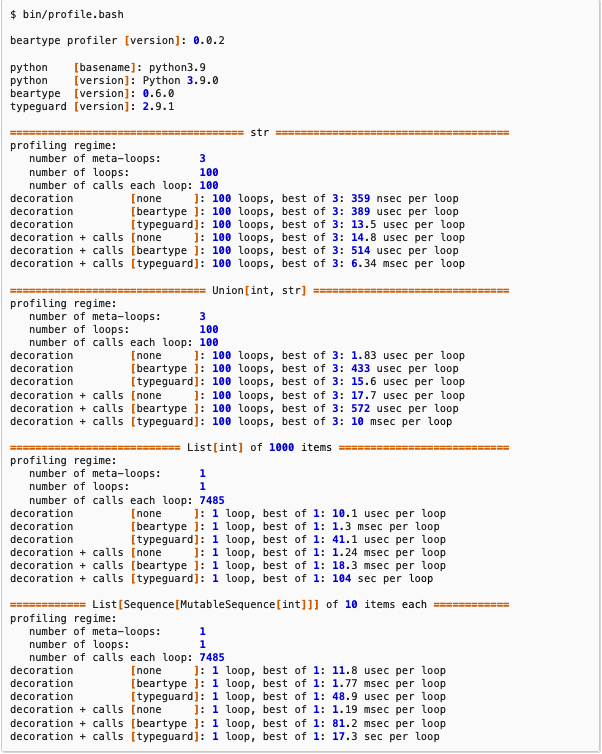 $ bin/profile.bash
beartype profiler [version]: 0.0.2
python    [basename]: python3.9
python    [version]: Python 3.9.0
beartype  [version]: 0.6.0
typeguard [version]: 2.9.1
===================================== str =====================================
profiling regime:
   number of meta-loops:      3
   number of loops:           100
   number of calls each loop: 100
decoration         [none     ]: 100 loops, best of 3: 359 nsec per loop
decoration         [beartype ]: 100 loops, best of 3: 389 usec per loop
decoration         [typeguard]: 100 loops, best of 3: 13.5 usec per loop
decoration + calls [none     ]: 100 loops, best of 3: 14.8 usec per loop
decoration + calls [beartype ]: 100 loops, best of 3: 514 usec per loop
decoration + calls [typeguard]: 100 loops, best of 3: 6.34 msec per loop
=============================== Union[int, str] ===============================
profiling regime:
   number of meta-loops:      3
   number of loops:           100
   number of calls each loop: 100
decoration         [none     ]: 100 loops, best of 3: 1.83 usec per loop
decoration         [beartype ]: 100 loops, best of 3: 433 usec per loop
decoration         [typeguard]: 100 loops, best of 3: 15.6 usec per loop
decoration + calls [none     ]: 100 loops, best of 3: 17.7 usec per loop
decoration + calls [beartype ]: 100 loops, best of 3: 572 usec per loop
decoration + calls [typeguard]: 100 loops, best of 3: 10 msec per loop
=========================== List[int] of 1000 items ===========================
profiling regime:
   number of meta-loops:      1
   number of loops:           1
   number of calls each loop: 7485
decoration         [none     ]: 1 loop, best of 1: 10.1 usec per loop
decoration         [beartype ]: 1 loop, best of 1: 1.3 msec per loop
decoration         [typeguard]: 1 loop, best of 1: 41.1 usec per loop
decoration + calls [none     ]: 1 loop, best of 1: 1.24 msec per loop
decoration + calls [beartype ]: 1 loop, best of 1: 18.3 msec per loop
decoration + calls [typeguard]: 1 loop, best of 1: 104 sec per loop
============ List[Sequence[MutableSequence[int]]] of 10 items each ============
profiling regime:
   number of meta-loops:      1
   number of loops:           1
   number of calls each loop: 7485
decoration         [none     ]: 1 loop, best of 1: 11.8 usec per loop
decoration         [beartype ]: 1 loop, best of 1: 1.77 msec per loop
decoration         [typeguard]: 1 loop, best of 1: 48.9 usec per loop
decoration + calls [none     ]: 1 loop, best of 1: 1.19 msec per loop
decoration + calls [beartype ]: 1 loop, best of 1: 81.2 msec per loop
decoration + calls [typeguard]: 1 loop, best of 1: 17.3 sec per loop